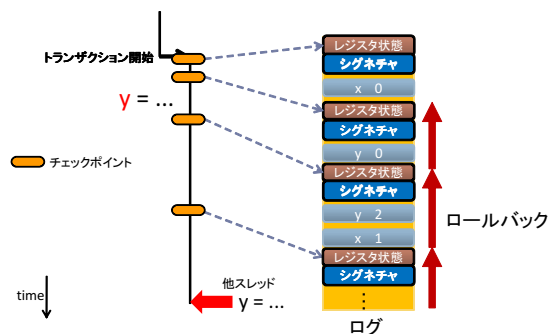 トランザクション開始
y = ...
チェックポイント
time
他スレッド
y = ...
レジスタ状態
シグネチャ
x 0
レジスタ状態
シグネチャ
y 0
レジスタ状態
シグネチャ
y 2
x 1
レジスタ状態
シグネチャ
⋮
ログ
ロールバック